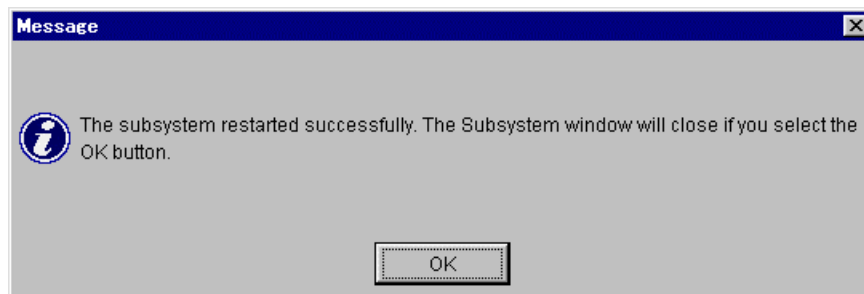 Message
The subsystem restarted successfully. The Subsystem window will close if you select the
OK button.
OK